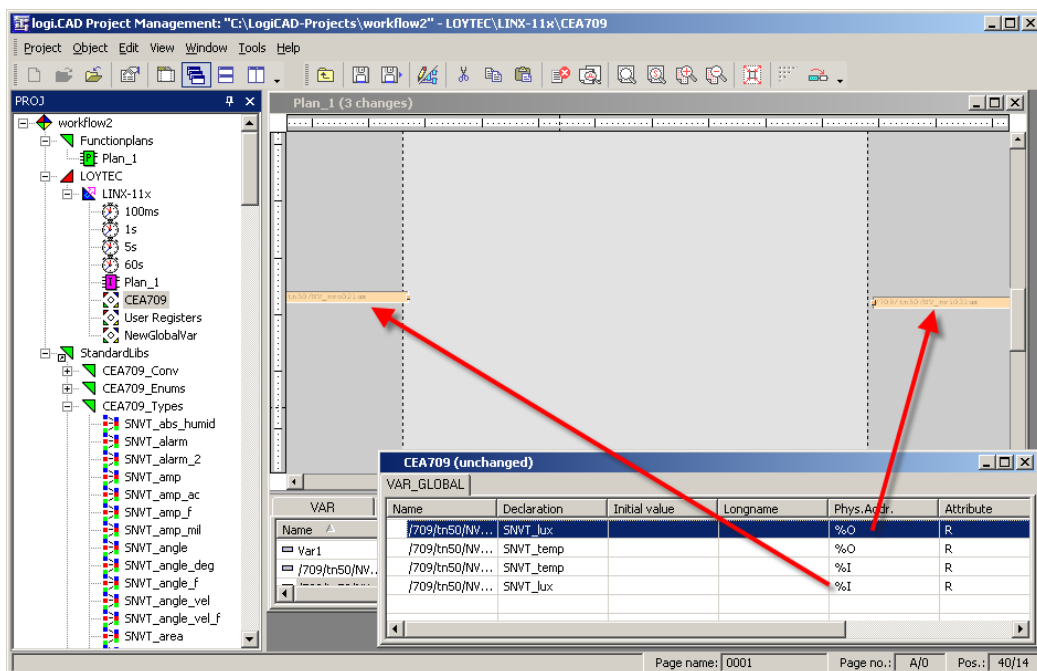 logi.CAD Project Management: "C:\LogiCAD-Projects\workflow2" - LOYTEC\LINX-11x\CEA709
Project Object Edit View Window Tools Help
PROJ
workflow2
Functionplans
Plan_1
LOYTEC
LINX-11x
100ms
1s
5s
60s
Plan_1
CEA709
User Registers
NewGlobalVar
StandardLibs
CEA709_Conv
CEA709_Enums
CEA709_Types
SNVT_abs_humid
SNVT_alarm
SNVT_alarm_2
SNVT_amp
SNVT_amp_ac
SNVT_amp_f
SNVT_amp_mil
SNVT_angle
SNVT_angle_deg
SNVT_angle_f
SNVT_angle_vel
SNVT_angle_vel_f
SNVT_area
Plan_1 (3 changes)
VAR
Name
Var1
/709/tn50/NV..
CEA709 (unchanged)
VAR_GLOBAL
Name Declaration Initial value Longname Phys.Addr. Attribute
/709/tn50/NV... SNVT_lux %O R
/709/tn50/NV... SNVT_temp %O R
/709/tn50/NV... SNVT_temp %I R
/709/tn50/NV... SNVT_lux %I R
Page name: 0001 Page no.: A/0 Pos.: 40/14